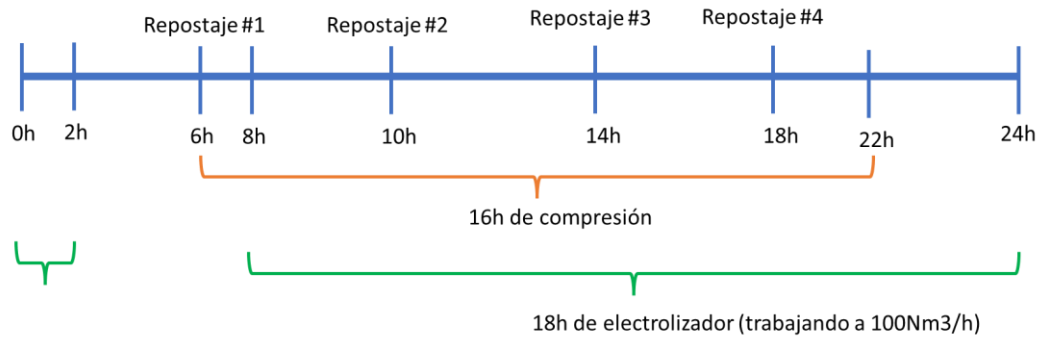 Repostaje #1
Repostaje #2
Repostaje #3
Repostaje #4
0h
2h
6h
8h
10h
14h
18h
22h
24h
16h de compresión
18h de electrolizador (trabajando a 100Nm3/h)